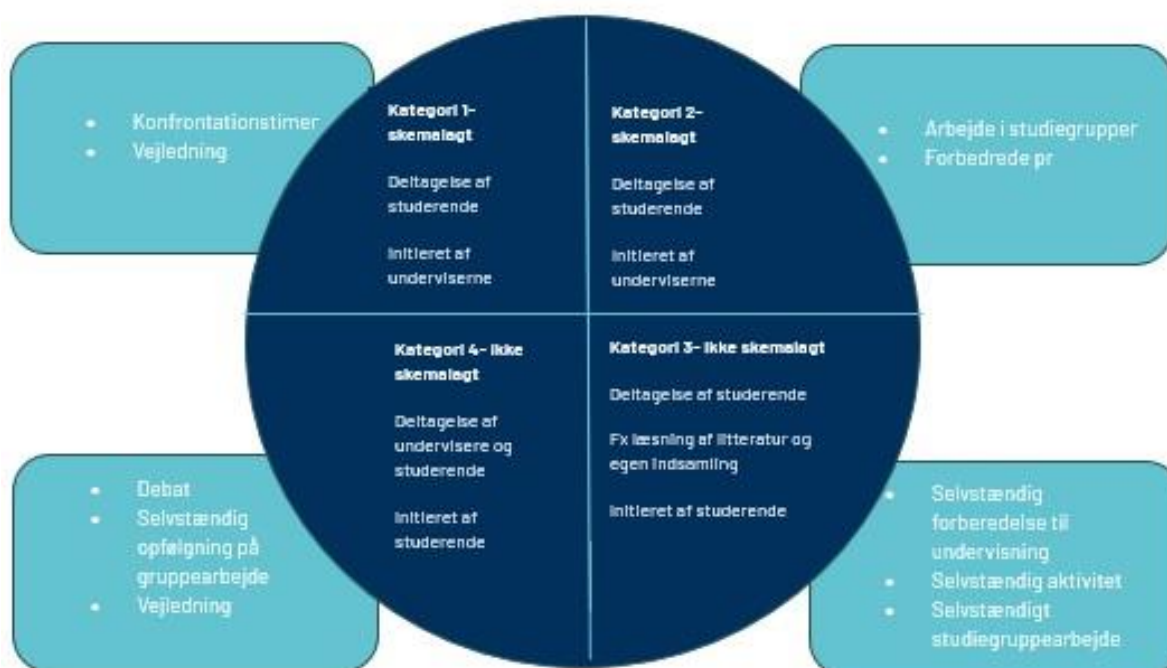 • Konfrontationstimer
• Vejledning
Kategori 1-
skemalagt
Deltagelse af
studerende
Initieret af
underviserne
Kategori 2-
skemalagt
Deltagelse af
studerende
Initieret af
underviserne
• Arbejde i studiegrupper
• Forbedrede pr
• Debat
• Selvstændig
opfølgning på
gruppearbejde
• Vejledning
Kategori 4- Ikke
skemalagt
Deltagelse af
undervisere og
studerende
Initieret af
studerende
Kategori 3- Ikke skemalagt
Deltagelse af studerende
Fx læsning af litteratur og
egen indsamling
Initieret af studerende
• Selvstændig
forberedelse til
undervisning
• Selvstændig aktivitet
• Selvstændigt
studiegruppearbejde